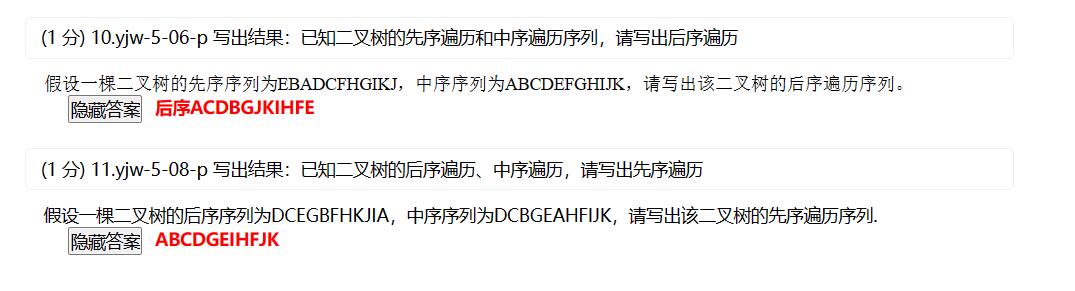 (1 分) 10.yjw-5-06-p 写出结果：已知二叉树的先序遍历和中序遍历序列，请写出后序遍历
假设一棵二叉树的先序序列为EBADCFHGIKJ，中序序列为ABCDEFGHIJK，请写出该二叉树的后序遍历序列。
隐藏答案 后序ACDBGJKIHFE
(1 分) 11.yjw-5-08-p 写出结果：已知二叉树的后序遍历、中序遍历，请写出先序遍历
假设一棵二叉树的后序序列为DCEGBFHKJIA，中序序列为DCBGEAHFIJK，请写出该二叉树的先序遍历序列.
隐藏答案 ABCDGEIHFJK